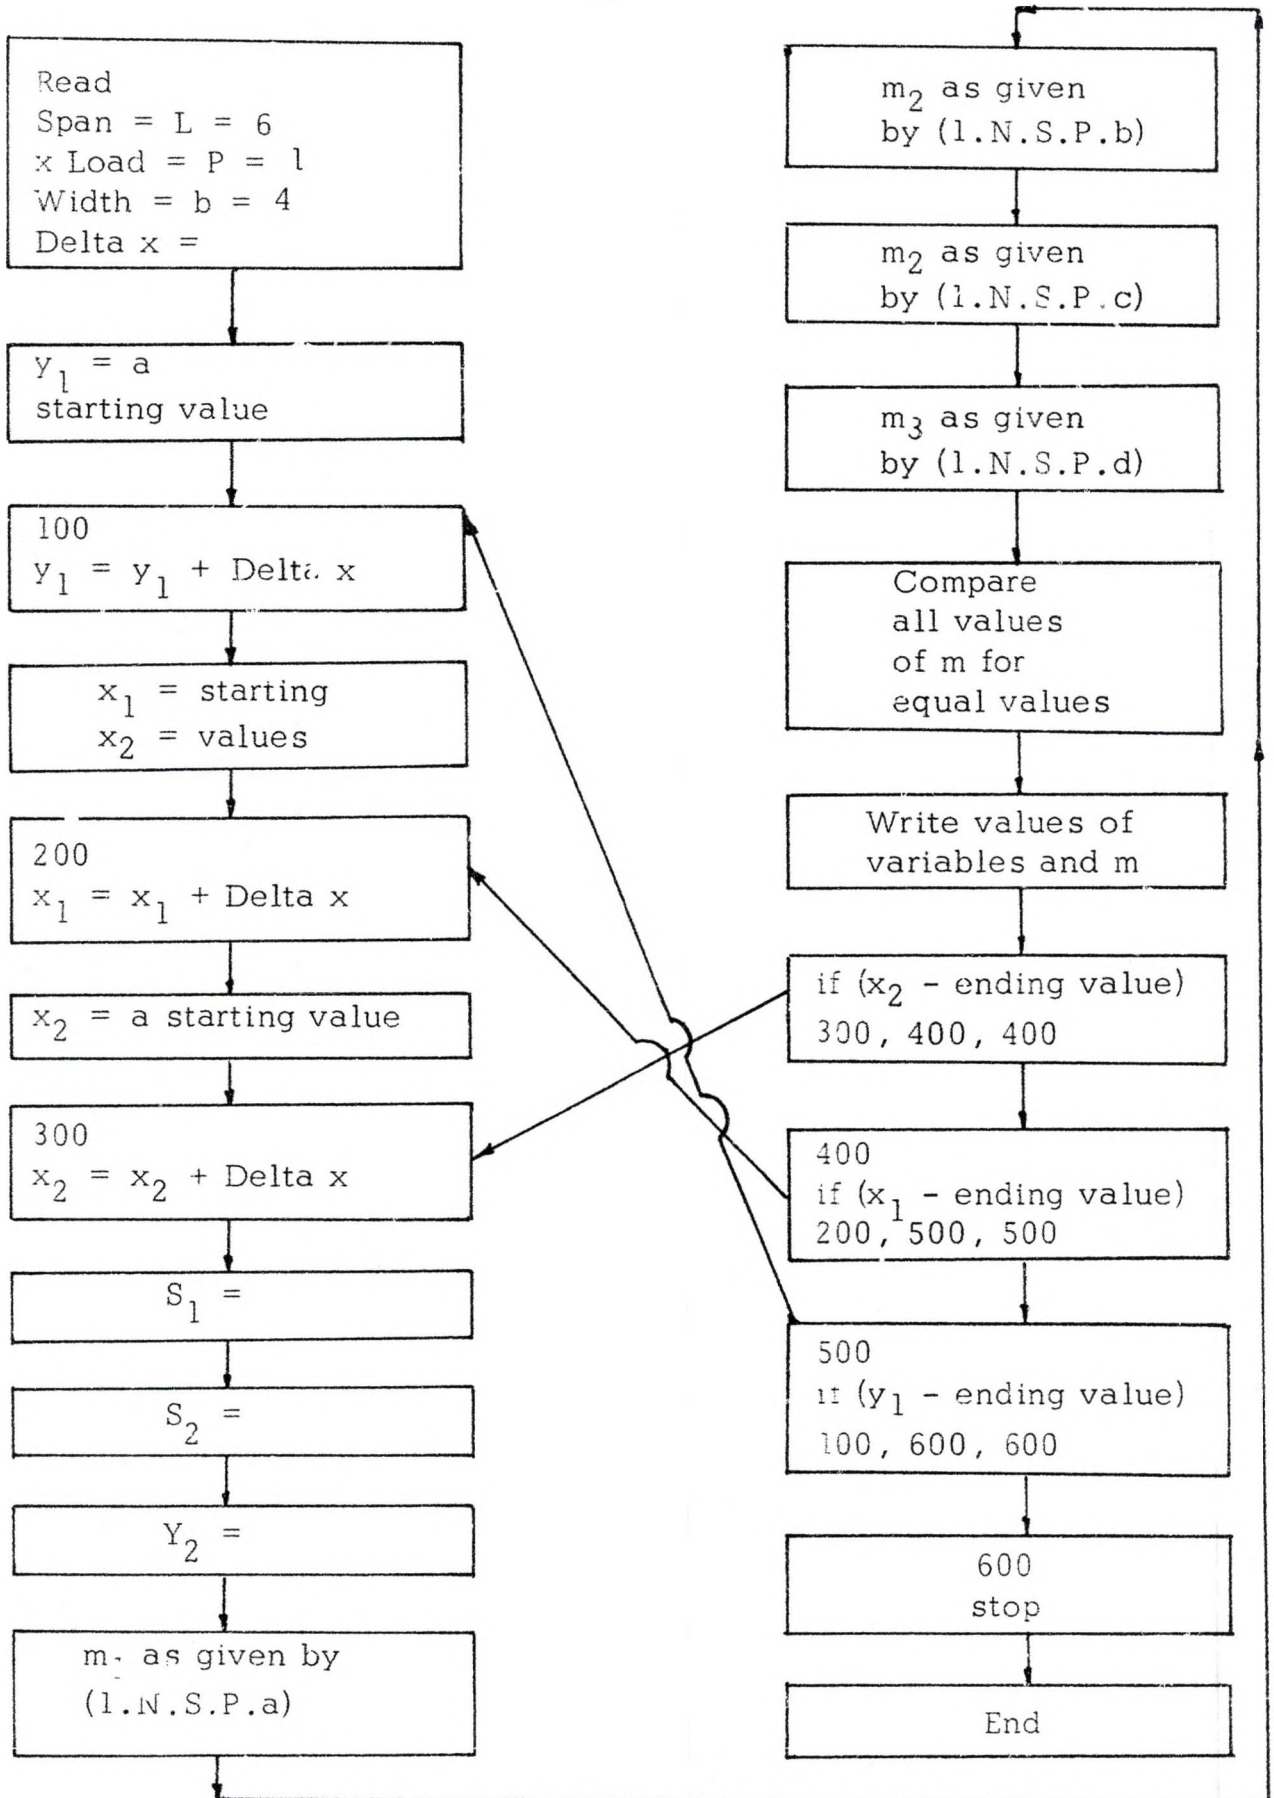 Read
Span = L = 6
x Load = P = 1
Width = b = 4
Delta x =
y₁ = a
starting value
100
y₁ = y₁ + Delta x
x₁ = starting
x₂ = values
200
x₁ = x₁ + Delta x
x₂ = a starting value
300
x₂ = x₂ + Delta x
S₁ =
S₂ =
Y₂ =
m₁ as given by
(1.N.S.P.a)
m₂ as given
by (1.N.S.P.b)
m₂ as given
by (1.N.S.P.c)
m₃ as given
by (1.N.S.P.d)
Compare
all values
of m for
equal values
Write values of
variables and m
if (x₂ - ending value)
300, 400, 400
400
if (x₁ - ending value)
200, 500, 500
500
if (y₁ - ending value)
100, 600, 600
600
stop
End